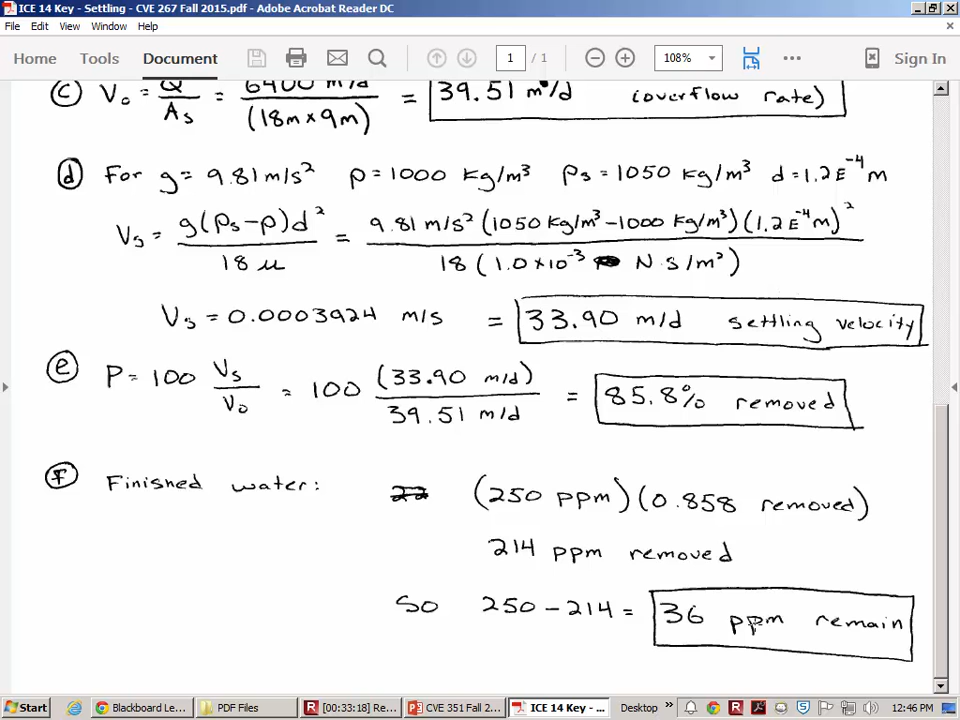 ICE 14 Key - Settling - CVE 267 Fall 2015.pdf - Adobe Acrobat Reader DC
File Edit View Window Help
Home Tools Document 1 / 1 108% Sign In
(c) V₀ = Q/Aₛ = 6400 m³/d / (18m x 9m) = 39.51 m/d (overflow rate)
(d) For g = 9.81 m/s² ρ = 1000 kg/m³ ρs = 1050 kg/m³ d = 1.2E⁻⁴ m
Vs = g(ρs-ρ)d² / 18 μ = 9.81 m/s² (1050 kg/m³ - 1000 kg/m³) (1.2E⁻⁴m)² / 18 (1.0 x 10⁻³ N·s/m²)
Vs = 0.0003924 m/s = 33.90 m/d settling velocity
(e) P = 100 Vs/V₀ = 100 (33.90 m/d) / 39.51 m/d = 85.8% removed
(f) Finished water: (250 ppm)(0.858 removed)
214 ppm removed
So 250 - 214 = 36 ppm remain
Start Blackboard Le... PDF Files [00:33:18] Re... CVE 351 Fall 2... ICE 14 Key - ... Desktop » 12:46 PM